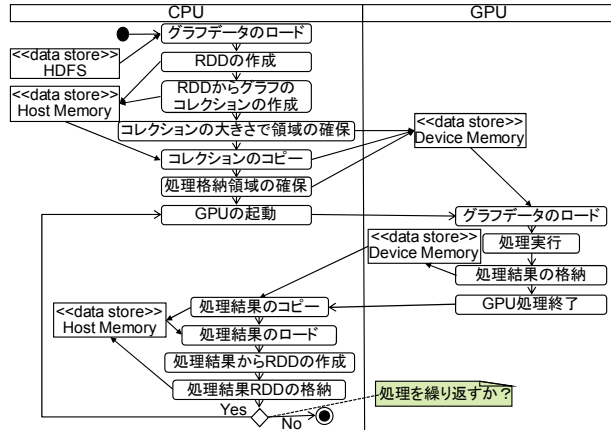 CPU
GPU
グラフデータのロード
<<data store>>
HDFS
RDDの作成
<<data store>>
Host Memory
RDDからグラフの
コレクションの作成
<<data store>>
Device Memory
コレクションの大きさで領域の確保
コレクションのコピー
処理格納領域の確保
GPUの起動
グラフデータのロード
処理実行
<<data store>>
Device Memory
処理結果の格納
処理結果のコピー
GPU処理終了
<<data store>>
Host Memory
処理結果のロード
処理結果からRDDの作成
処理結果RDDの格納
処理を繰り返すか？
Yes
No